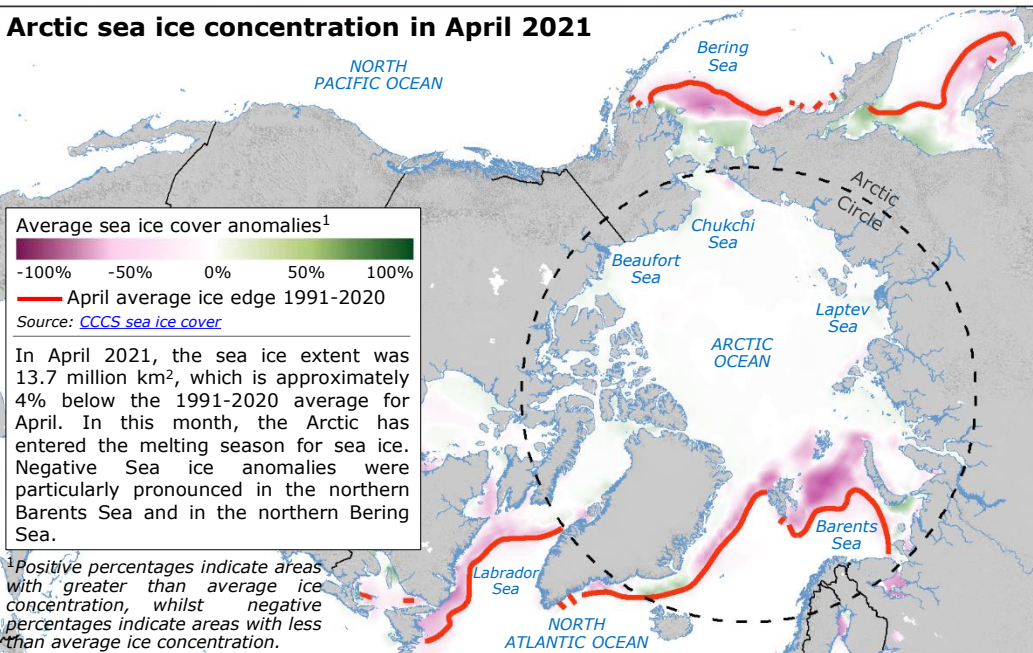 Arctic sea ice concentration in April 2021
Bering
Sea
NORTH
PACIFIC OCEAN
Arctic
Circle
Average sea ice cover anomalies¹
-100% -50% 0% 50% 100%
April average ice edge 1991-2020
Source: CCCS sea ice cover
In April 2021, the sea ice extent was
13.7 million km², which is approximately
4% below the 1991-2020 average for
April. In this month, the Arctic has
entered the melting season for sea ice.
Negative Sea ice anomalies were
particularly pronounced in the northern
Barents Sea and in the northern Bering
Sea.
¹Positive percentages indicate areas
with greater than average ice
concentration, whilst negative
percentages indicate areas with less
than average ice concentration.
Chukchi
Sea
Beaufort
Sea
Laptev
Sea
ARCTIC
OCEAN
Barents
Sea
Labrador
Sea
NORTH
ATLANTIC OCEAN